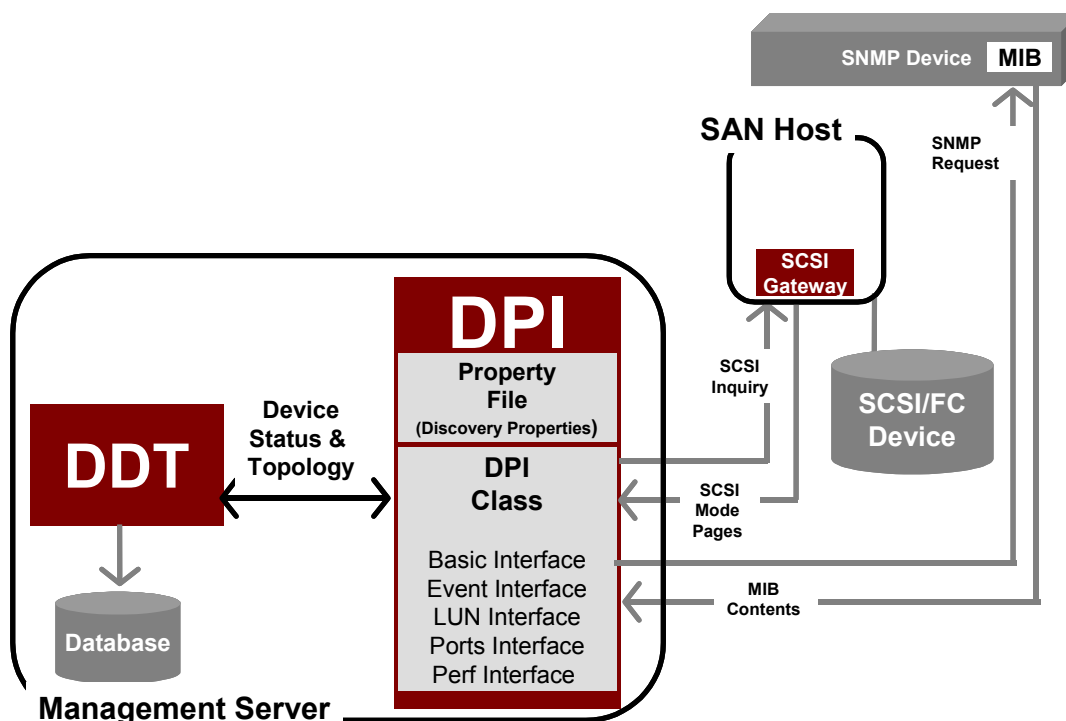 SNMP Device
MIB
SAN Host
SNMP
Request
SCSI
Gateway
DPI
Property
File
(Discovery Properties)
SCSI
Inquiry
SCSI/FC
Device
DDT
Device
Status &
Topology
DPI
Class
SCSI
Mode
Pages
Basic Interface
Event Interface
LUN Interface
Ports Interface
Perf Interface
MIB
Contents
Database
Management Server